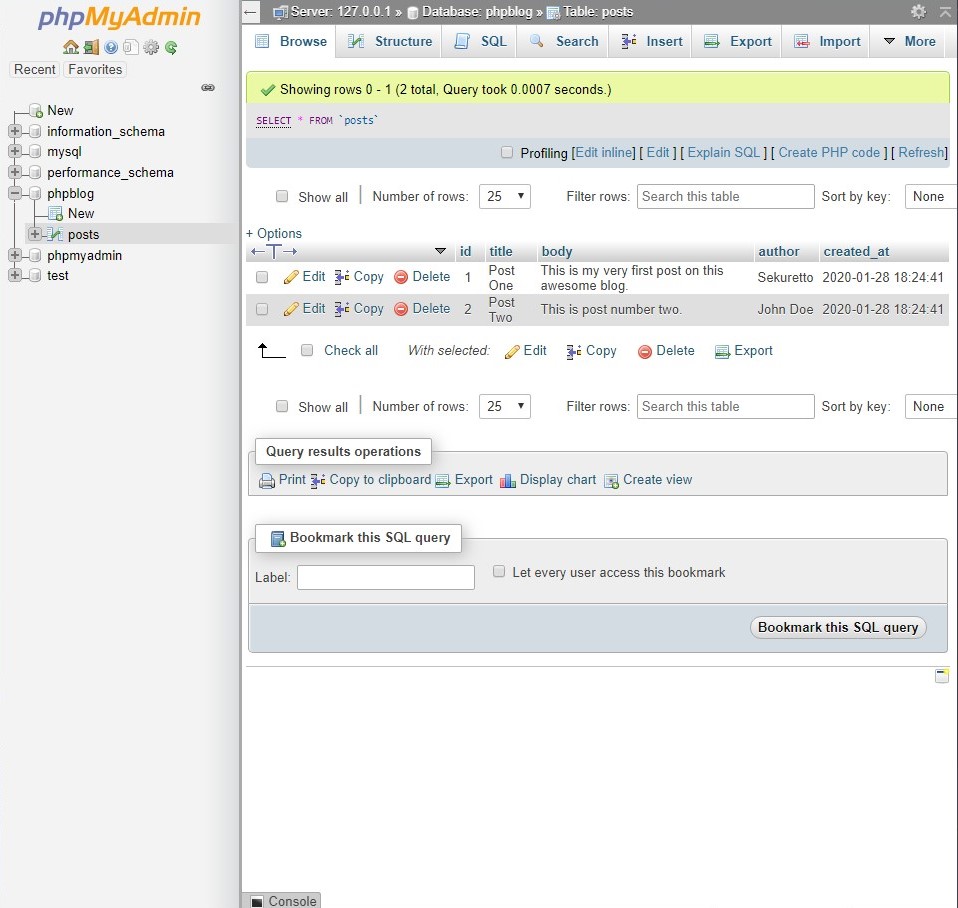 phpMyAdmin
Recent Favorites
New
information_schema
mysql
performance_schema
phpblog
New
posts
phpmyadmin
test
Server: 127.0.0.1 » Database: phpblog » Table: posts
Browse Structure SQL Search Insert Export Import More
Showing rows 0 - 1 (2 total, Query took 0.0007 seconds.)
SELECT * FROM `posts`
Profiling [Edit inline] [ Edit ] [ Explain SQL ] [ Create PHP code ] [ Refresh]
Show all Number of rows: 25 Filter rows: Search this table Sort by key: None
+ Options
←T→ id title body author created_at
Edit Copy Delete 1 Post One This is my very first post on this awesome blog. Sekuretto 2020-01-28 18:24:41
Edit Copy Delete 2 Post Two This is post number two. John Doe 2020-01-28 18:24:41
Check all With selected: Edit Copy Delete Export
Show all Number of rows: 25 Filter rows: Search this table Sort by key: None
Query results operations
Print Copy to clipboard Export Display chart Create view
Bookmark this SQL query
Label: Let every user access this bookmark
Bookmark this SQL query
Console